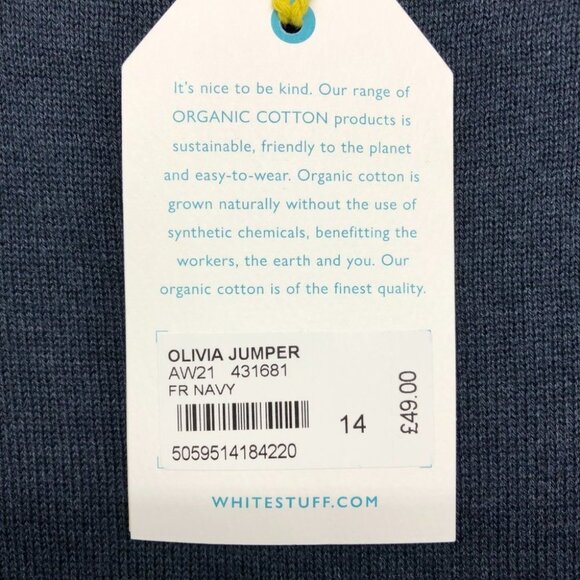 It's nice to be kind. Our range of
ORGANIC COTTON products is
sustainable, friendly to the planet
and easy-to-wear. Organic cotton is
grown naturally without the use of
synthetic chemicals, benefitting the
workers, the earth and you. Our
organic cotton is of the finest quality.
OLIVIA JUMPER
AW21 431681
FR NAVY
14
£49.00
5059514184220
WHITESTUFF.COM